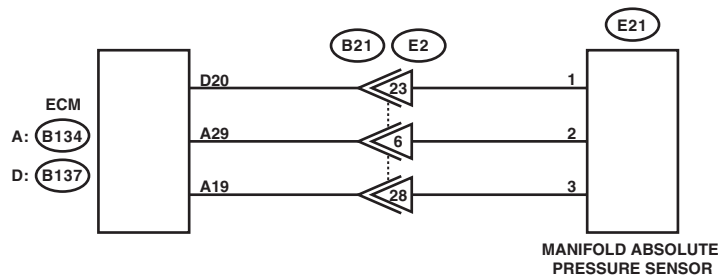 B21 E2 E21
D20 23 1
ECM
A: B134 A29 6 2
D: B137
A19 28 3
MANIFOLD ABSOLUTE
PRESSURE SENSOR